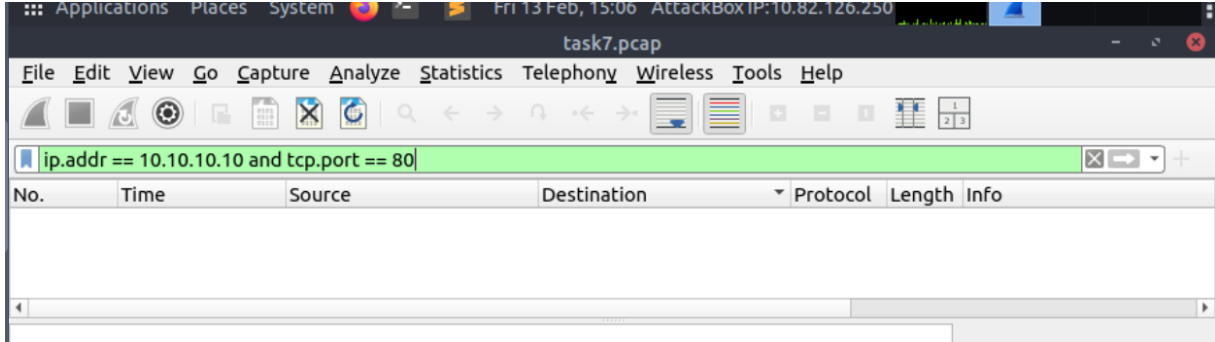 Applications Places System Fri 13 Feb, 15:06 AttackBox IP:10.82.126.250
task7.pcap
File Edit View Go Capture Analyze Statistics Telephony Wireless Tools Help
ip.addr == 10.10.10.10 and tcp.port == 80
No. Time Source Destination Protocol Length Info